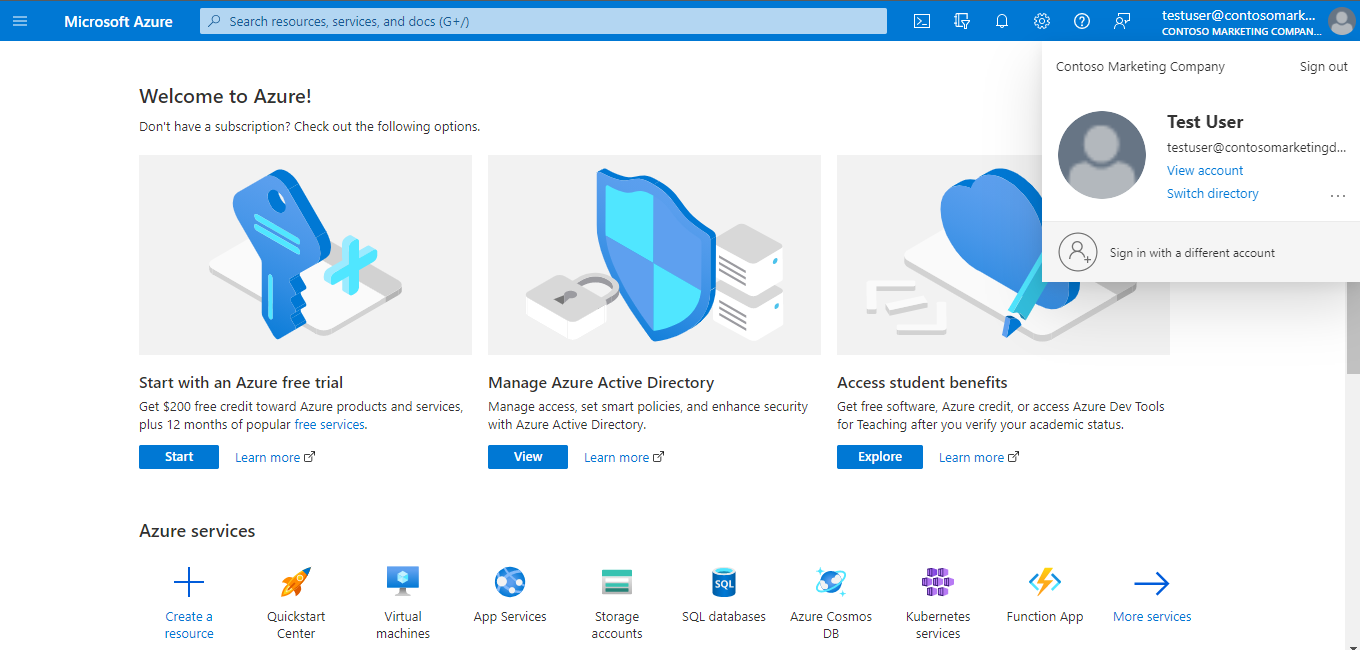 Microsoft Azure
Search resources, services, and docs (G+/)
testuser@contosomark...
CONTOSO MARKETING COMPAN...
Contoso Marketing Company
Sign out
Test User
testuser@contosomarketingd...
View account
Switch directory
...
Sign in with a different account
Welcome to Azure!
Don't have a subscription? Check out the following options.
Start with an Azure free trial
Get $200 free credit toward Azure products and services,
plus 12 months of popular free services.
Start
Learn more
Manage Azure Active Directory
Manage access, set smart policies, and enhance security
with Azure Active Directory.
View
Learn more
Access student benefits
Get free software, Azure credit, or access Azure Dev Tools
for Teaching after you verify your academic status.
Explore
Learn more
Azure services
Create a
resource
Quickstart
Center
Virtual
machines
App Services
Storage
accounts
SQL
SQL databases
Azure Cosmos
DB
Kubernetes
services
Function App
More services